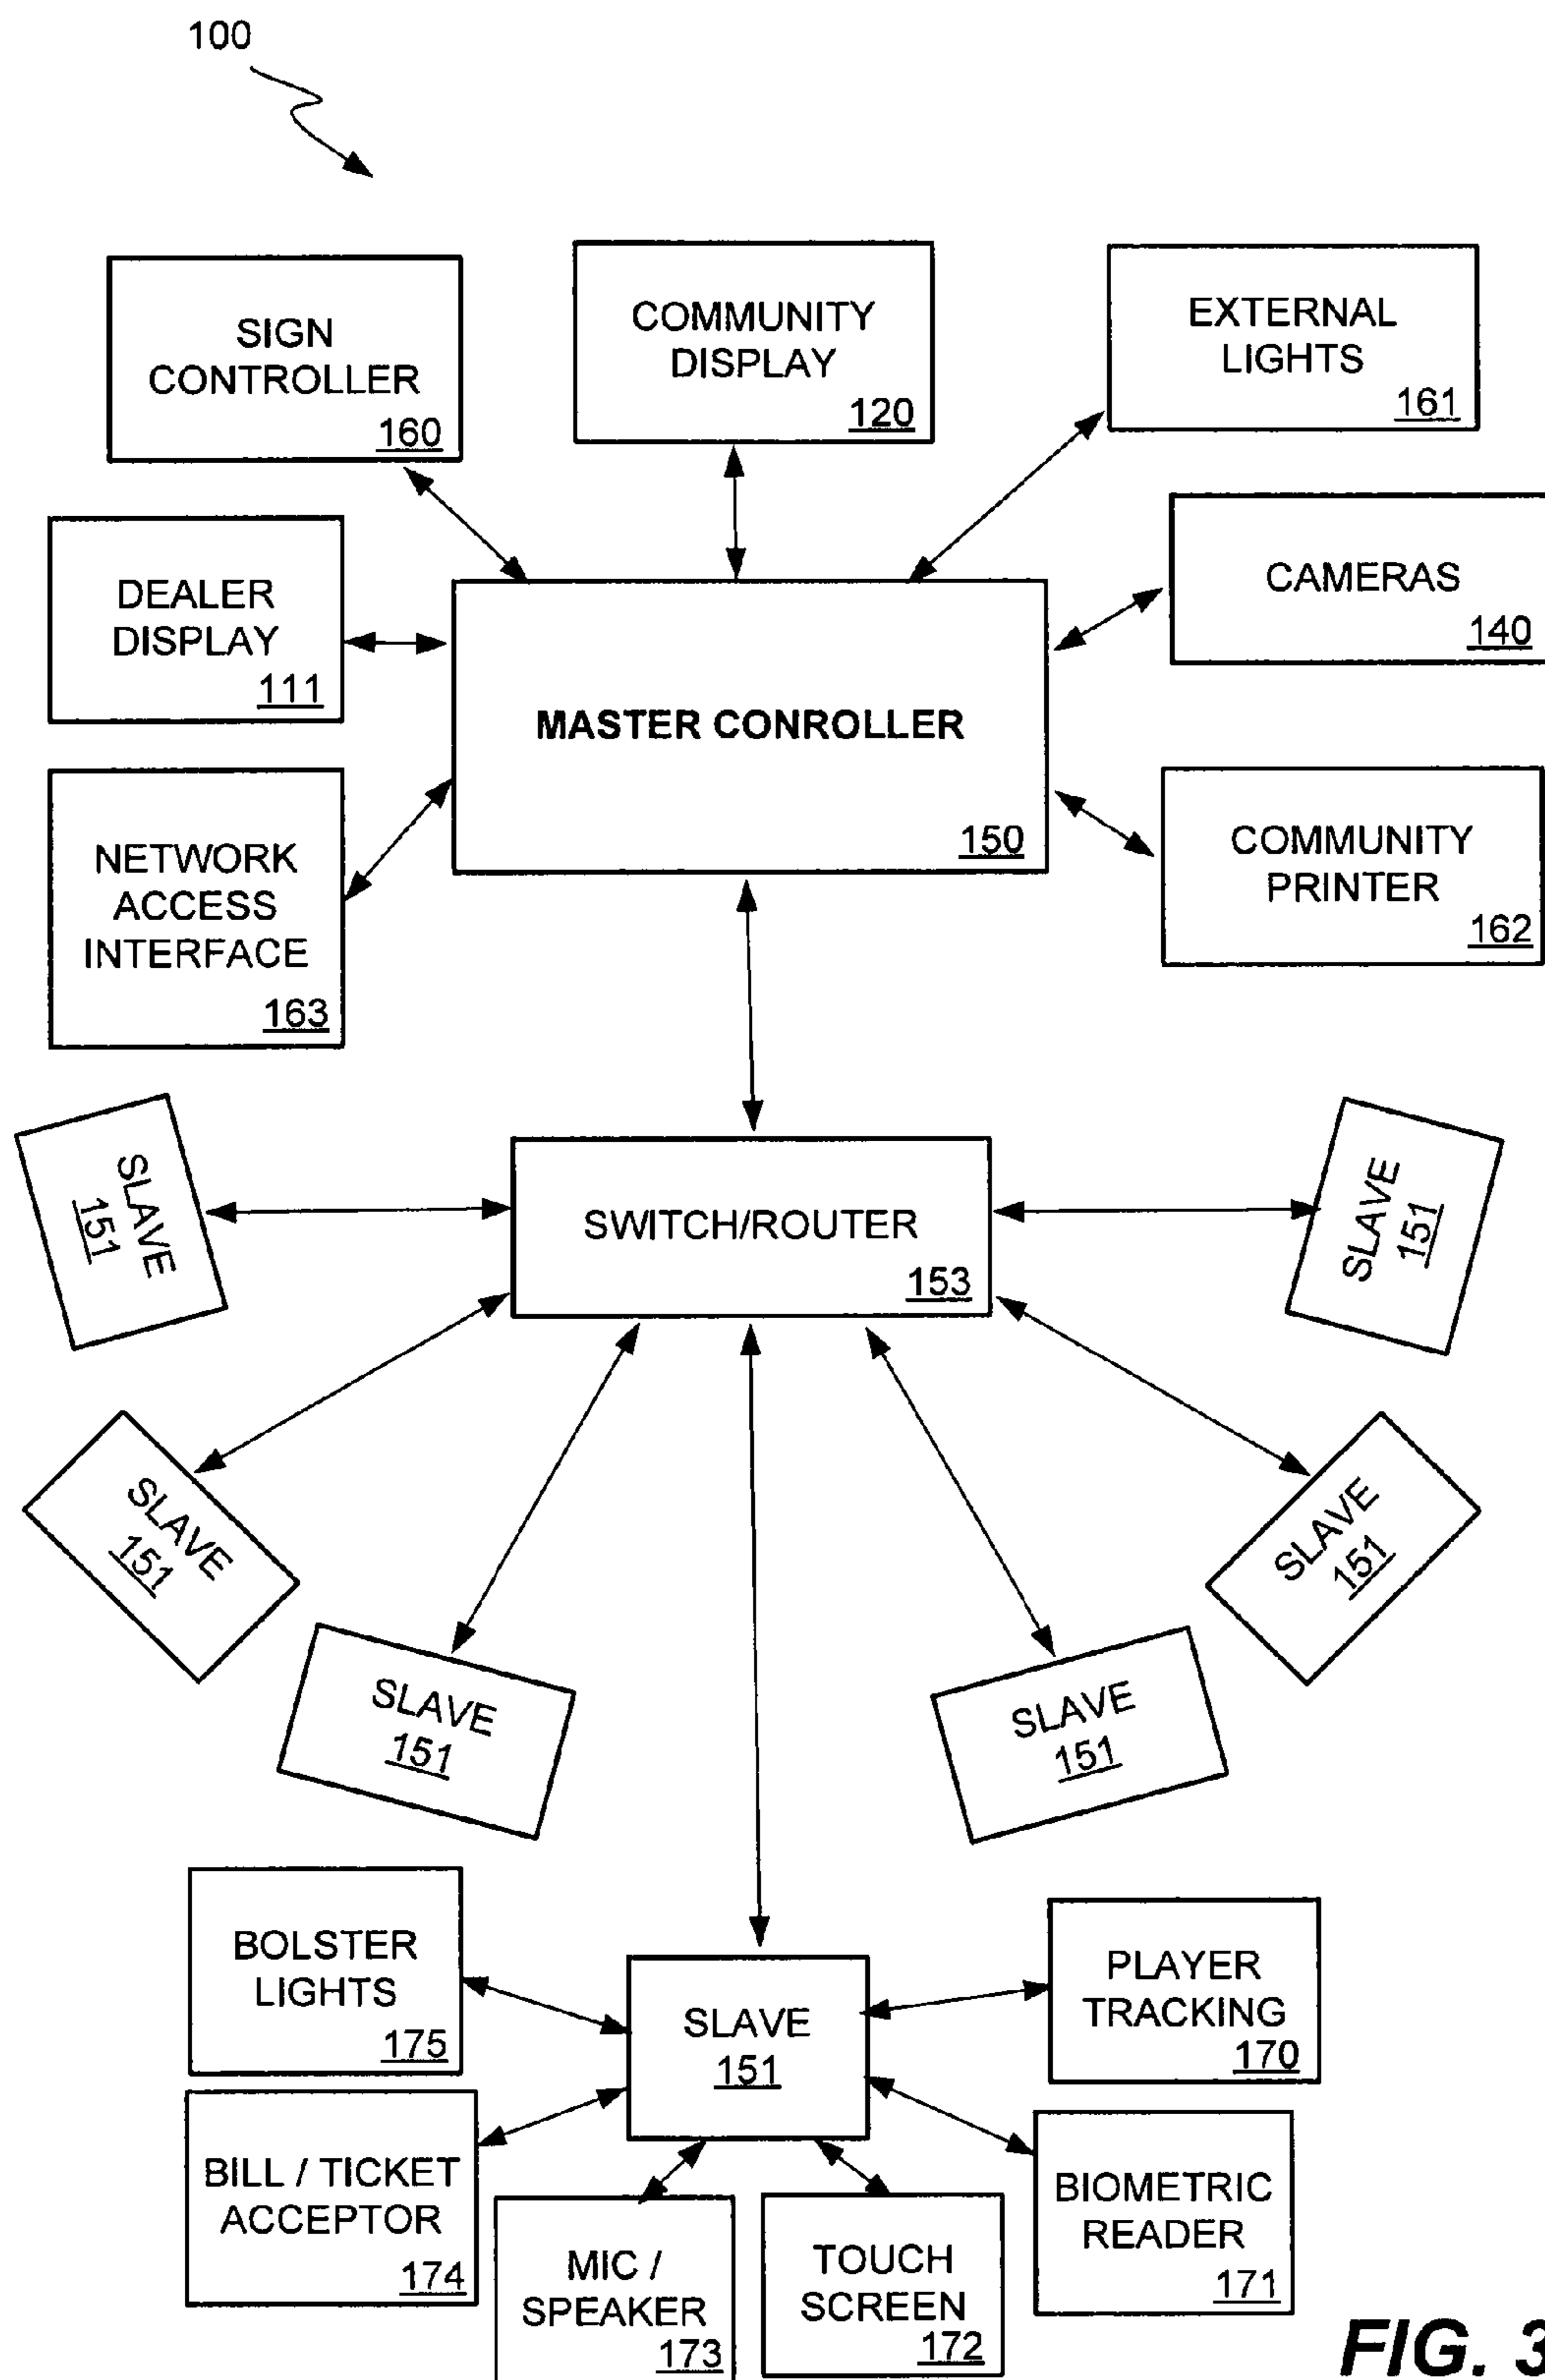 100
SIGN
CONTROLLER
160
COMMUNITY
DISPLAY
120
EXTERNAL
LIGHTS
161
DEALER
DISPLAY
111
MASTER CONROLLER
150
CAMERAS
140
NETWORK
ACCESS
INTERFACE
163
COMMUNITY
PRINTER
162
SLAVE
151
SWITCH/ROUTER
153
SLAVE
151
SLAVE
151
SLAVE
151
SLAVE
151
SLAVE
151
BOLSTER
LIGHTS
175
SLAVE
151
PLAYER
TRACKING
170
BILL / TICKET
ACCEPTOR
174
MIC /
SPEAKER
173
TOUCH
SCREEN
172
BIOMETRIC
READER
171
FIG. 3